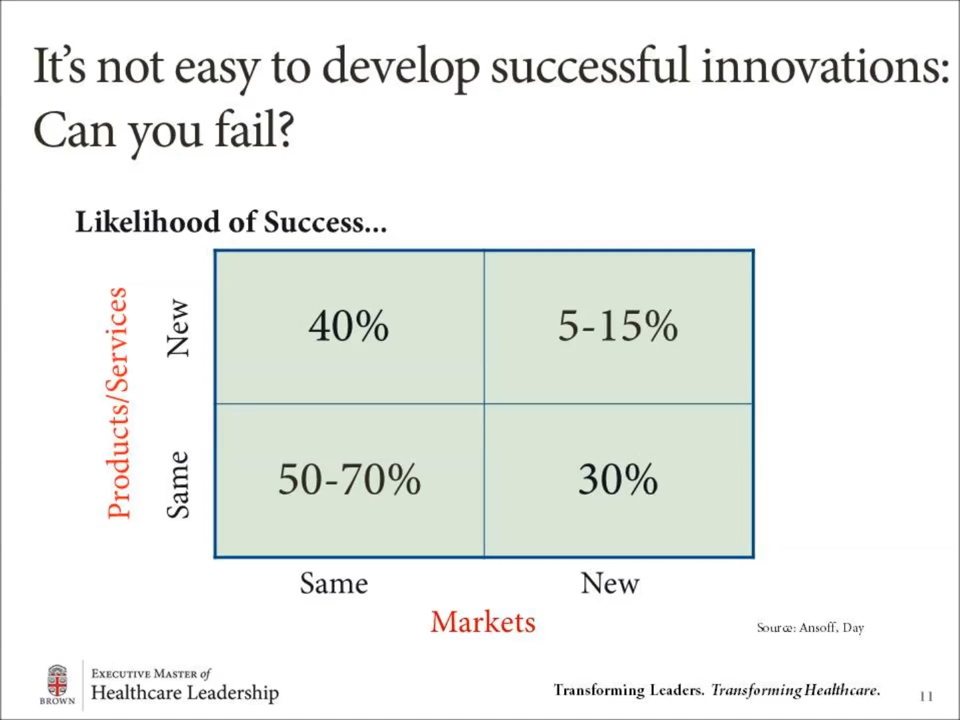 It's not easy to develop successful innovations:
Can you fail?
Likelihood of Success...
Products/Services
New
40%
5-15%
Same
50-70%
30%
Same
New
Markets
Source: Ansoff, Day
BROWN
EXECUTIVE MASTER of
Healthcare Leadership
Transforming Leaders. Transforming Healthcare.
11